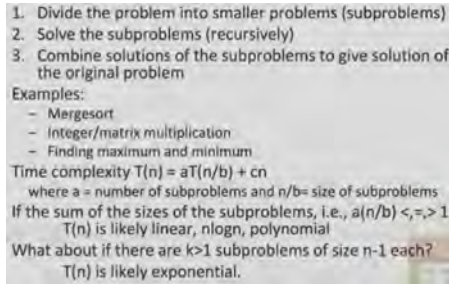 1. Divide the problem into smaller problems (subproblems)
2. Solve the subproblems (recursively)
3. Combine solutions of the subproblems to give solution of
the original problem
Examples:
– Mergesort
– Integer/matrix multiplication
– Finding maximum and minimum
Time complexity T(n) = aT(n/b) + cn
where a = number of subproblems and n/b= size of subproblems
If the sum of the sizes of the subproblems, i.e., a(n/b) <,=,> 1
T(n) is likely linear, nlogn, polynomial
What about if there are k>1 subproblems of size n-1 each?
T(n) is likely exponential.